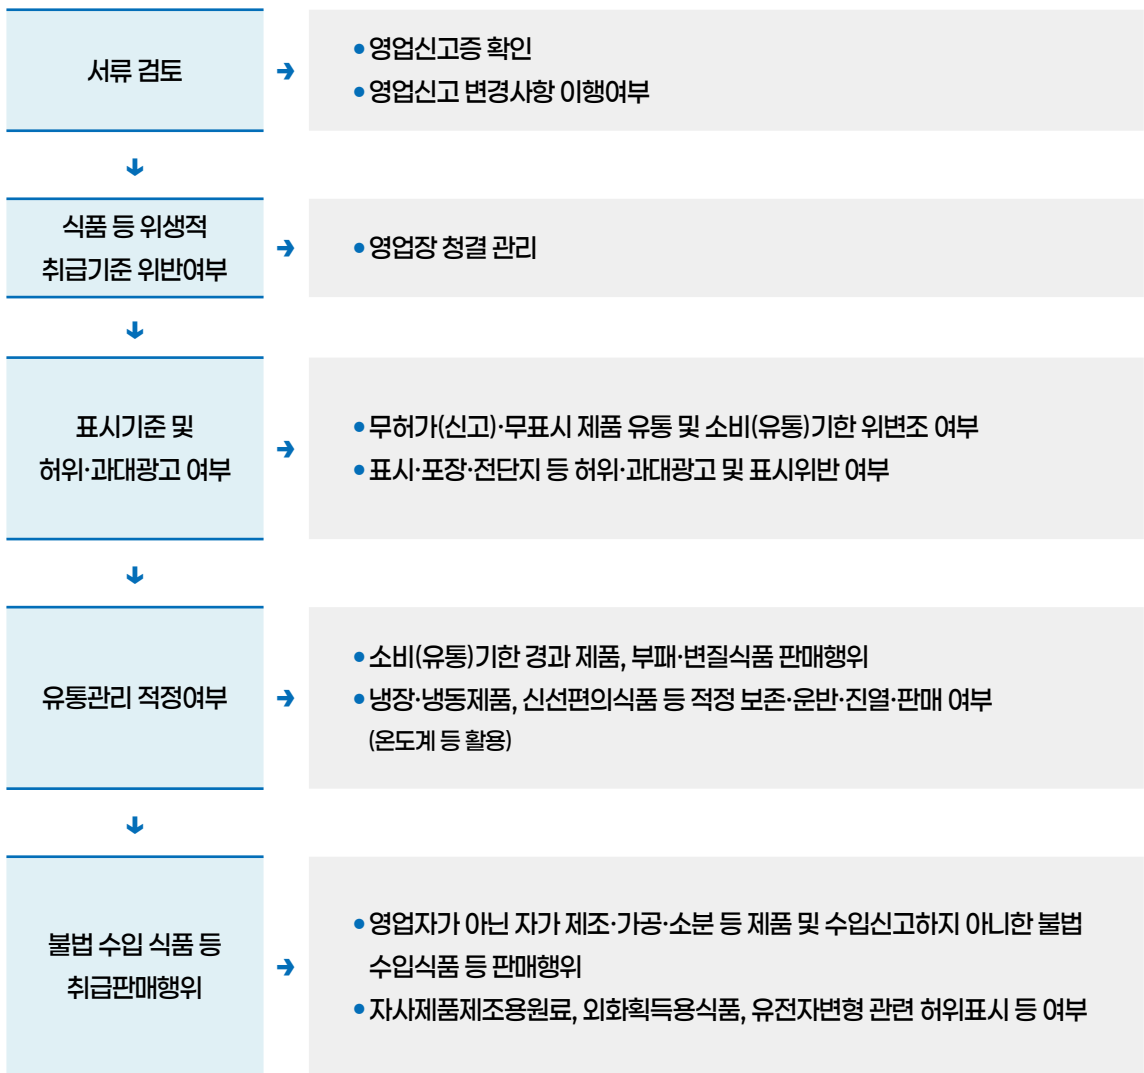 서류 검토
• 영업신고증 확인
• 영업신고 변경사항 이행여부
식품 등 위생적
취급기준 위반여부
• 영업장 청결 관리
표시기준 및
허위·과대광고 여부
• 무허가(신고)·무표시 제품 유통 및 소비(유통)기한 위변조 여부
• 표시·포장·전단지 등 허위·과대광고 및 표시위반 여부
유통관리 적정여부
• 소비(유통)기한 경과 제품, 부패·변질식품 판매행위
• 냉장·냉동제품, 신선편의식품 등 적정 보존·운반·진열·판매 여부
(온도계 등 활용)
불법 수입 식품 등
취급판매행위
• 영업자가 아닌 자가 제조·가공·소분 등 제품 및 수입신고하지 아니한 불법
수입식품 등 판매행위
• 자사제품제조용원료, 외화획득용식품, 유전자변형 관련 허위표시 등 여부